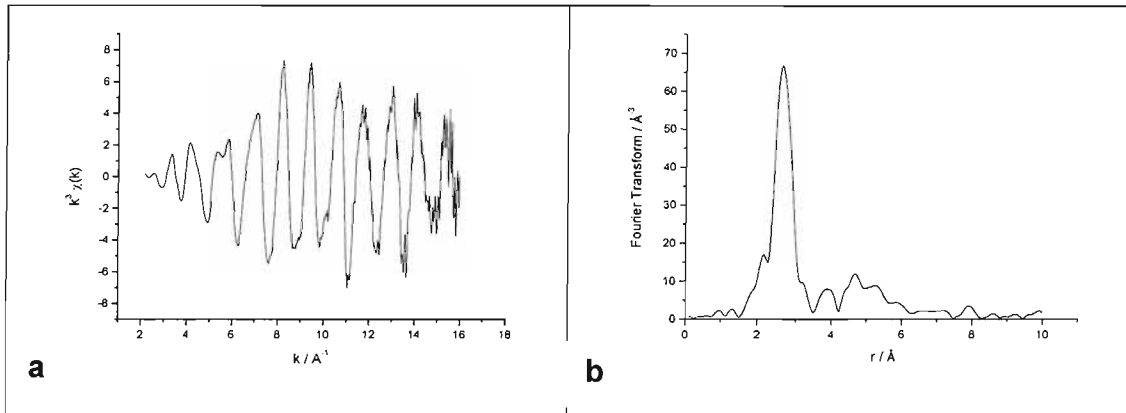 8
6
4
2
0
-2
-4
-6
-8
k³ χ(k)
2 4 6 8 10 12 14 16 18
k / A⁻¹
a
70
60
50
40
30
20
10
0
Fourier Transform / Å⁻³
0 2 4 6 8 10
r / Å
b